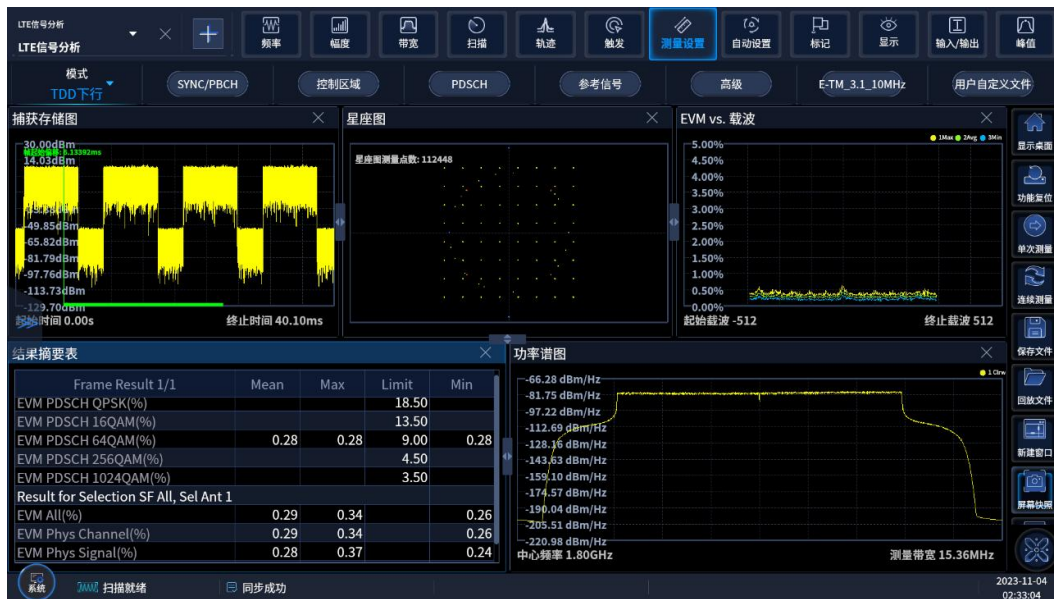 LTE信号分析
LTE信号分析
频率
幅度
带宽
扫描
轨迹
触发
测量设置
自动设置
标记
显示
输入/输出
峰值
模式
TDD下行
SYNC/PBCH
控制区域
PDSCH
参考信号
高级
E-TM_3.1_10MHz
用户自定义文件
捕获存储图
30.00dBm
帧起始偏移: 6.13392ms
14.03dBm
-49.85dBm
-65.82dBm
-81.79dBm
-97.76dBm
-113.73dBm
-129.70dBm
起始时间 0.00s
终止时间 40.10ms
星座图
星座图测量点数: 112448
EVM vs. 载波
1Max 2Avg 3Min
5.00%
4.50%
4.00%
3.50%
3.00%
2.50%
2.00%
1.50%
1.00%
0.50%
0.00%
起始载波 -512
终止载波 512
显示桌面
功能复位
单次测量
连续测量
保存文件
回放文件
新建窗口
屏幕快照
结果摘要表
Frame Result 1/1 Mean Max Limit Min
EVM PDSCH QPSK(%) 18.50
EVM PDSCH 16QAM(%) 13.50
EVM PDSCH 64QAM(%) 0.28 0.28 9.00 0.28
EVM PDSCH 256QAM(%) 4.50
EVM PDSCH 1024QAM(%) 3.50
Result for Selection SF All, Sel Ant 1
EVM All(%) 0.29 0.34 0.26
EVM Phys Channel(%) 0.29 0.34 0.26
EVM Phys Signal(%) 0.28 0.37 0.24
功率谱图
1 Clrw
-66.28 dBm/Hz
-81.75 dBm/Hz
-97.22 dBm/Hz
-112.69 dBm/Hz
-128.16 dBm/Hz
-143.63 dBm/Hz
-159.10 dBm/Hz
-174.57 dBm/Hz
-190.04 dBm/Hz
-205.51 dBm/Hz
-220.98 dBm/Hz
中心频率 1.80GHz
测量带宽 15.36MHz
系统
扫描就绪
同步成功
2023-11-04
02:33:04